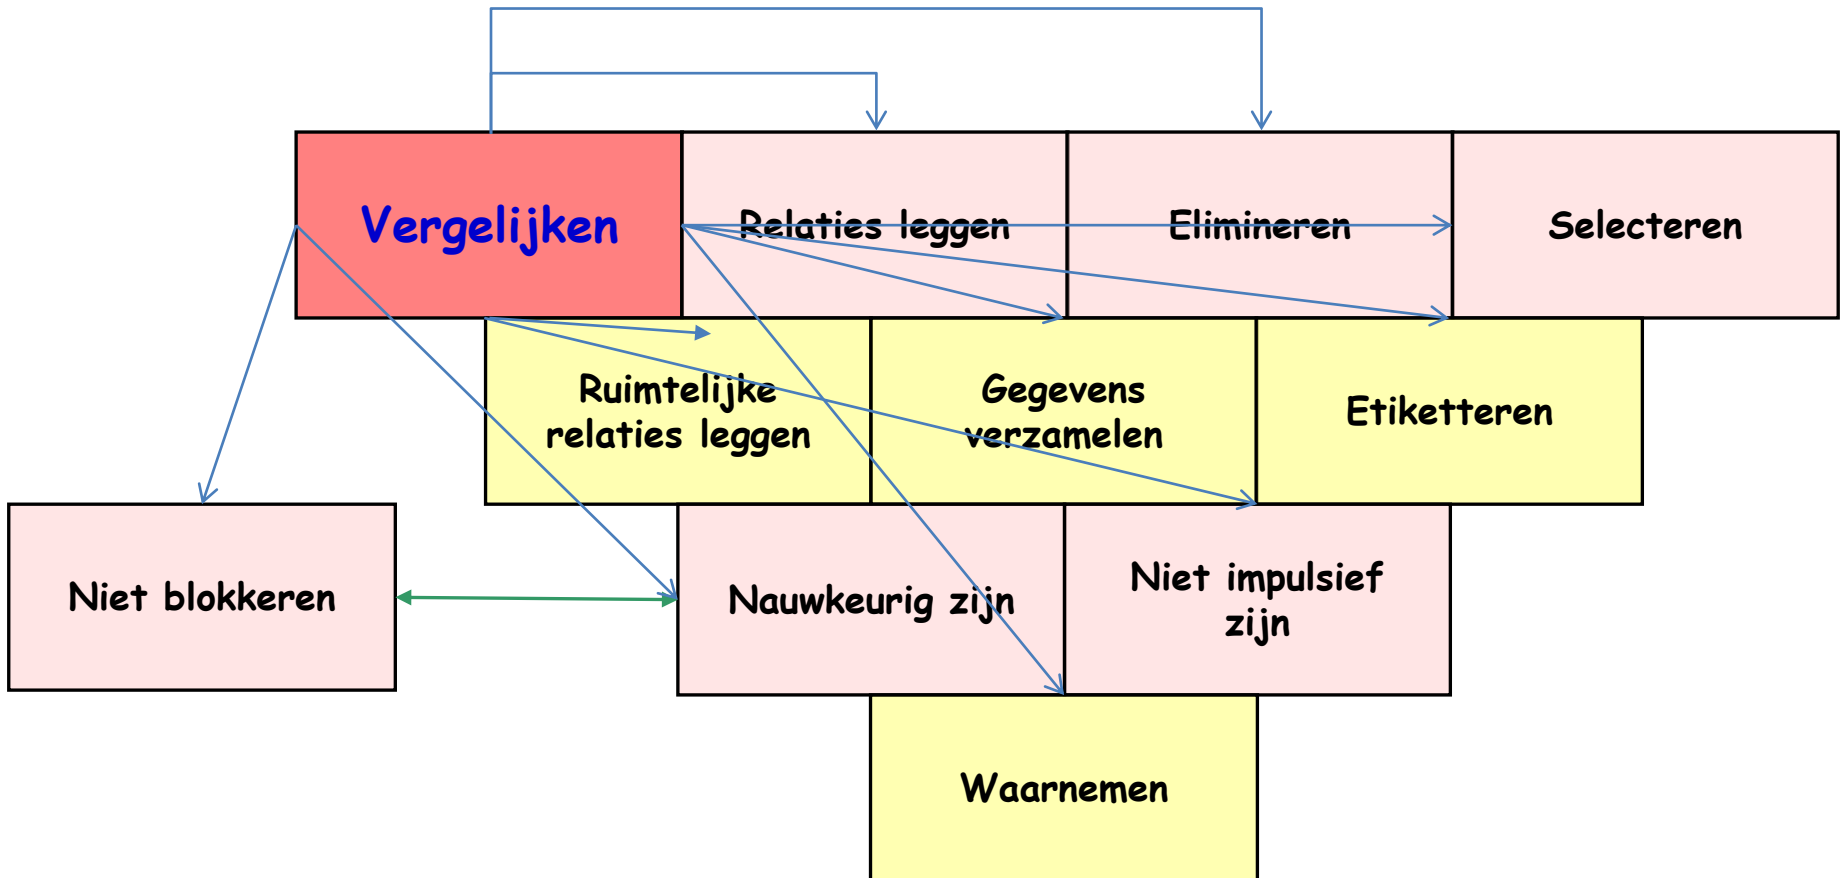 Vergelijken
Relaties leggen
Elimineren
Selecteren
Ruimtelijke
relaties leggen
Gegevens
verzamelen
Etiketteren
Niet blokkeren
Nauwkeurig zijn
Niet impulsief
zijn
Waarnemen